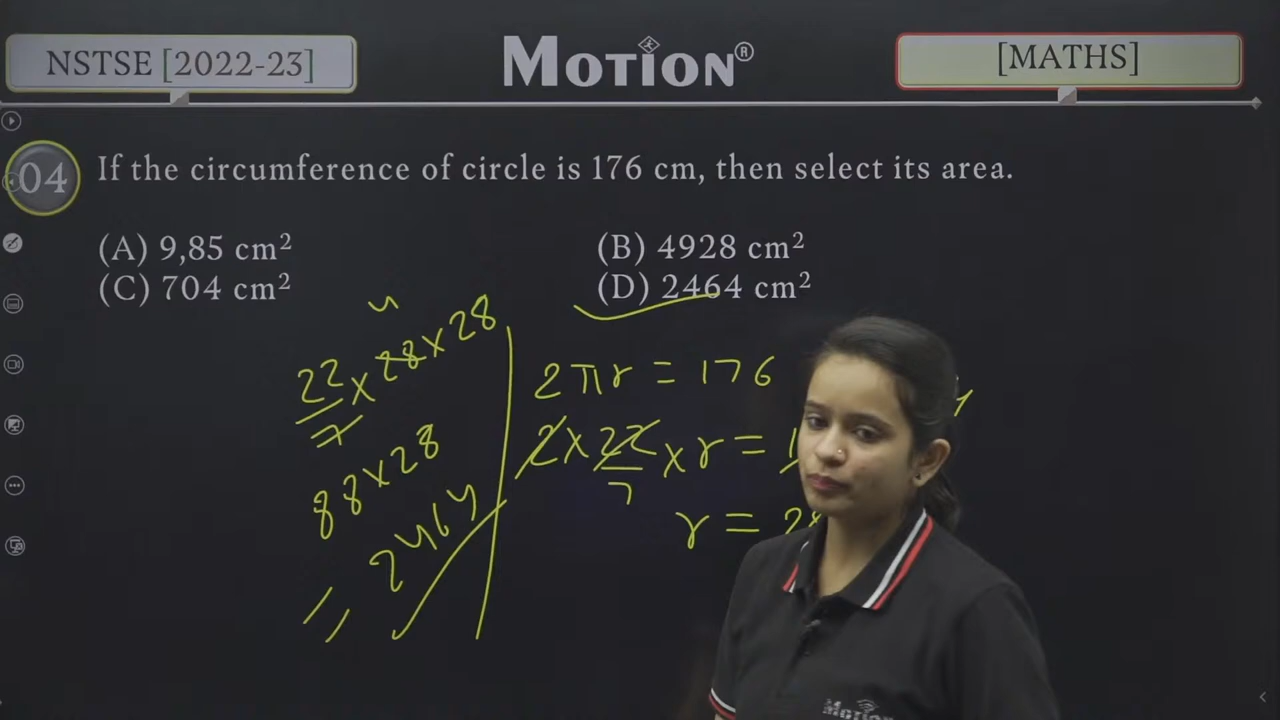 NSTSE [2022-23]
MOTION®
[MATHS]
04
If the circumference of circle is 176 cm, then select its area.
(A) 9,85 cm²
(B) 4928 cm²
(C) 704 cm²
(D) 2464 cm²
4
22/7 × 28 × 28
88 × 28
= 2464
2πr = 176
2 × 22/7 × r =
r =
MOTION